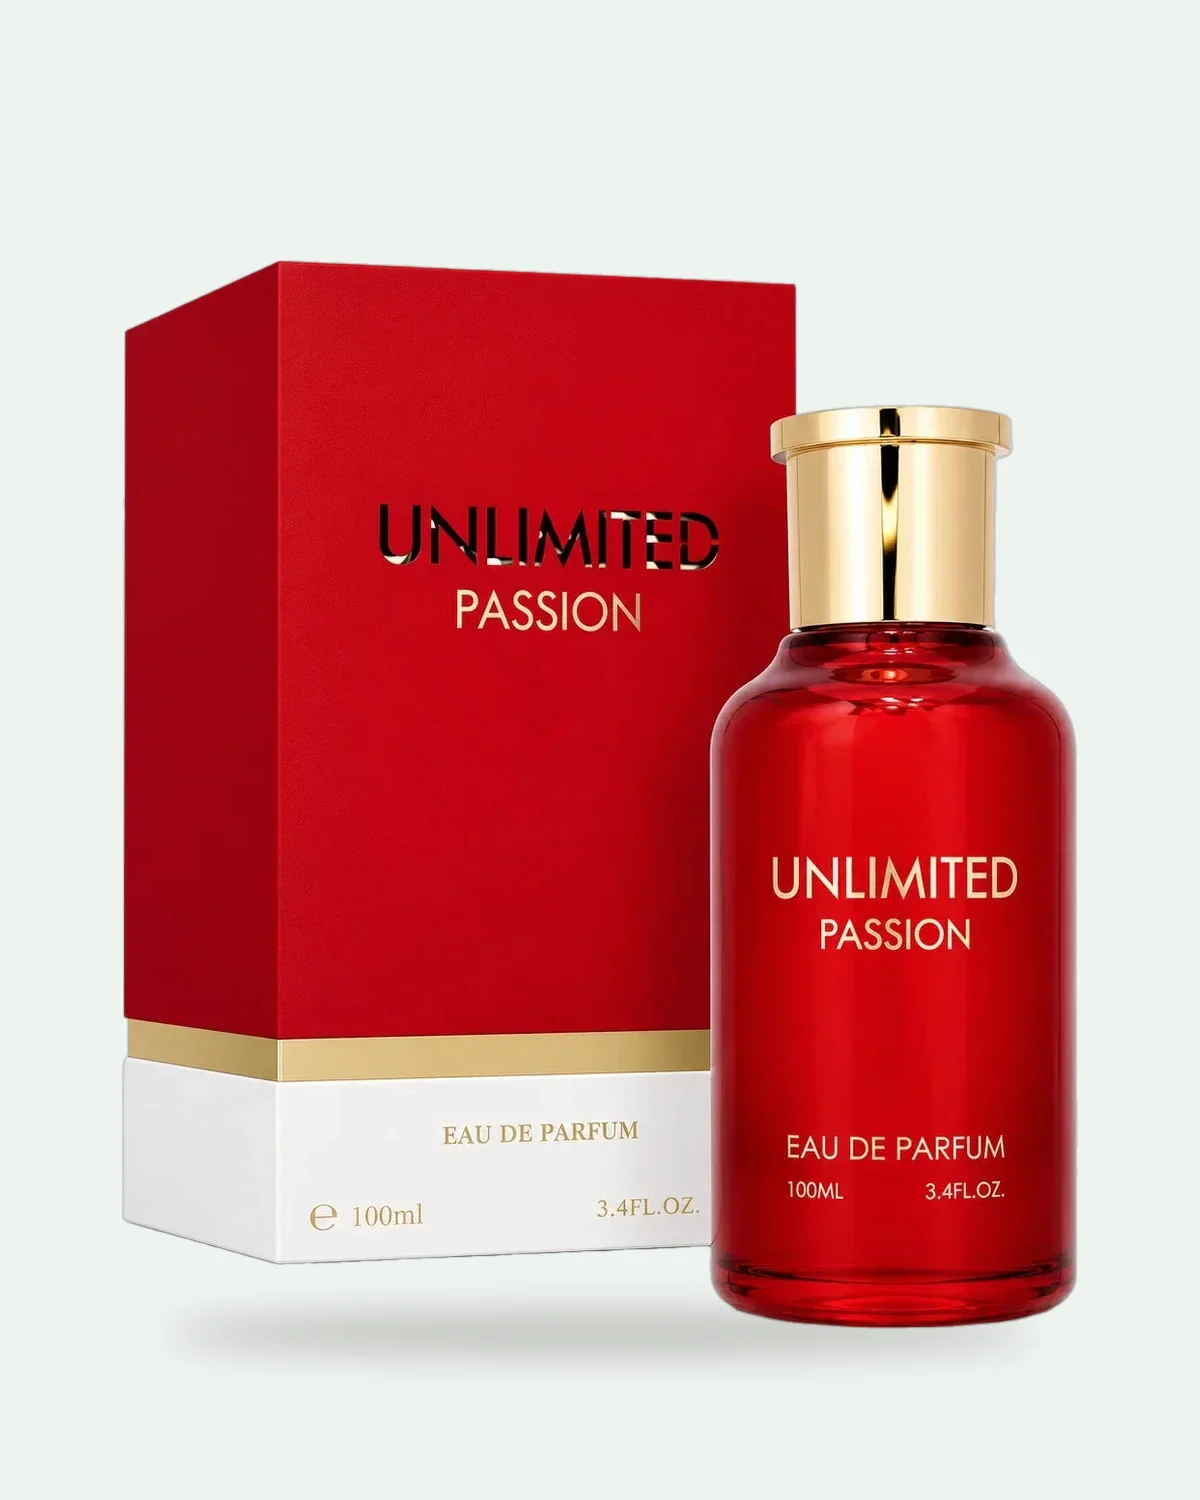 UNLIMITED
PASSION
EAU DE PARFUM
℮ 100ml
3.4FL.OZ.
UNLIMITED
PASSION
EAU DE PARFUM
100ML
3.4FL.OZ.